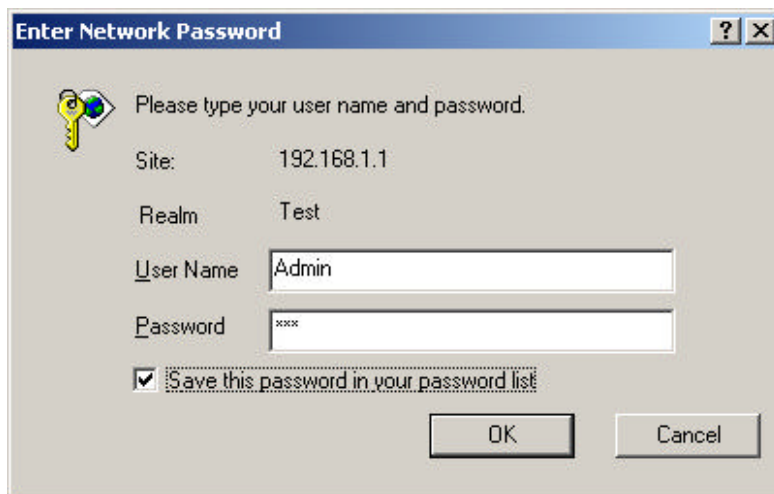 Enter Network Password
Please type your user name and password.
Site: 192.168.1.1
Realm Test
User Name Admin
Password ***
Save this password in your password list
OK Cancel